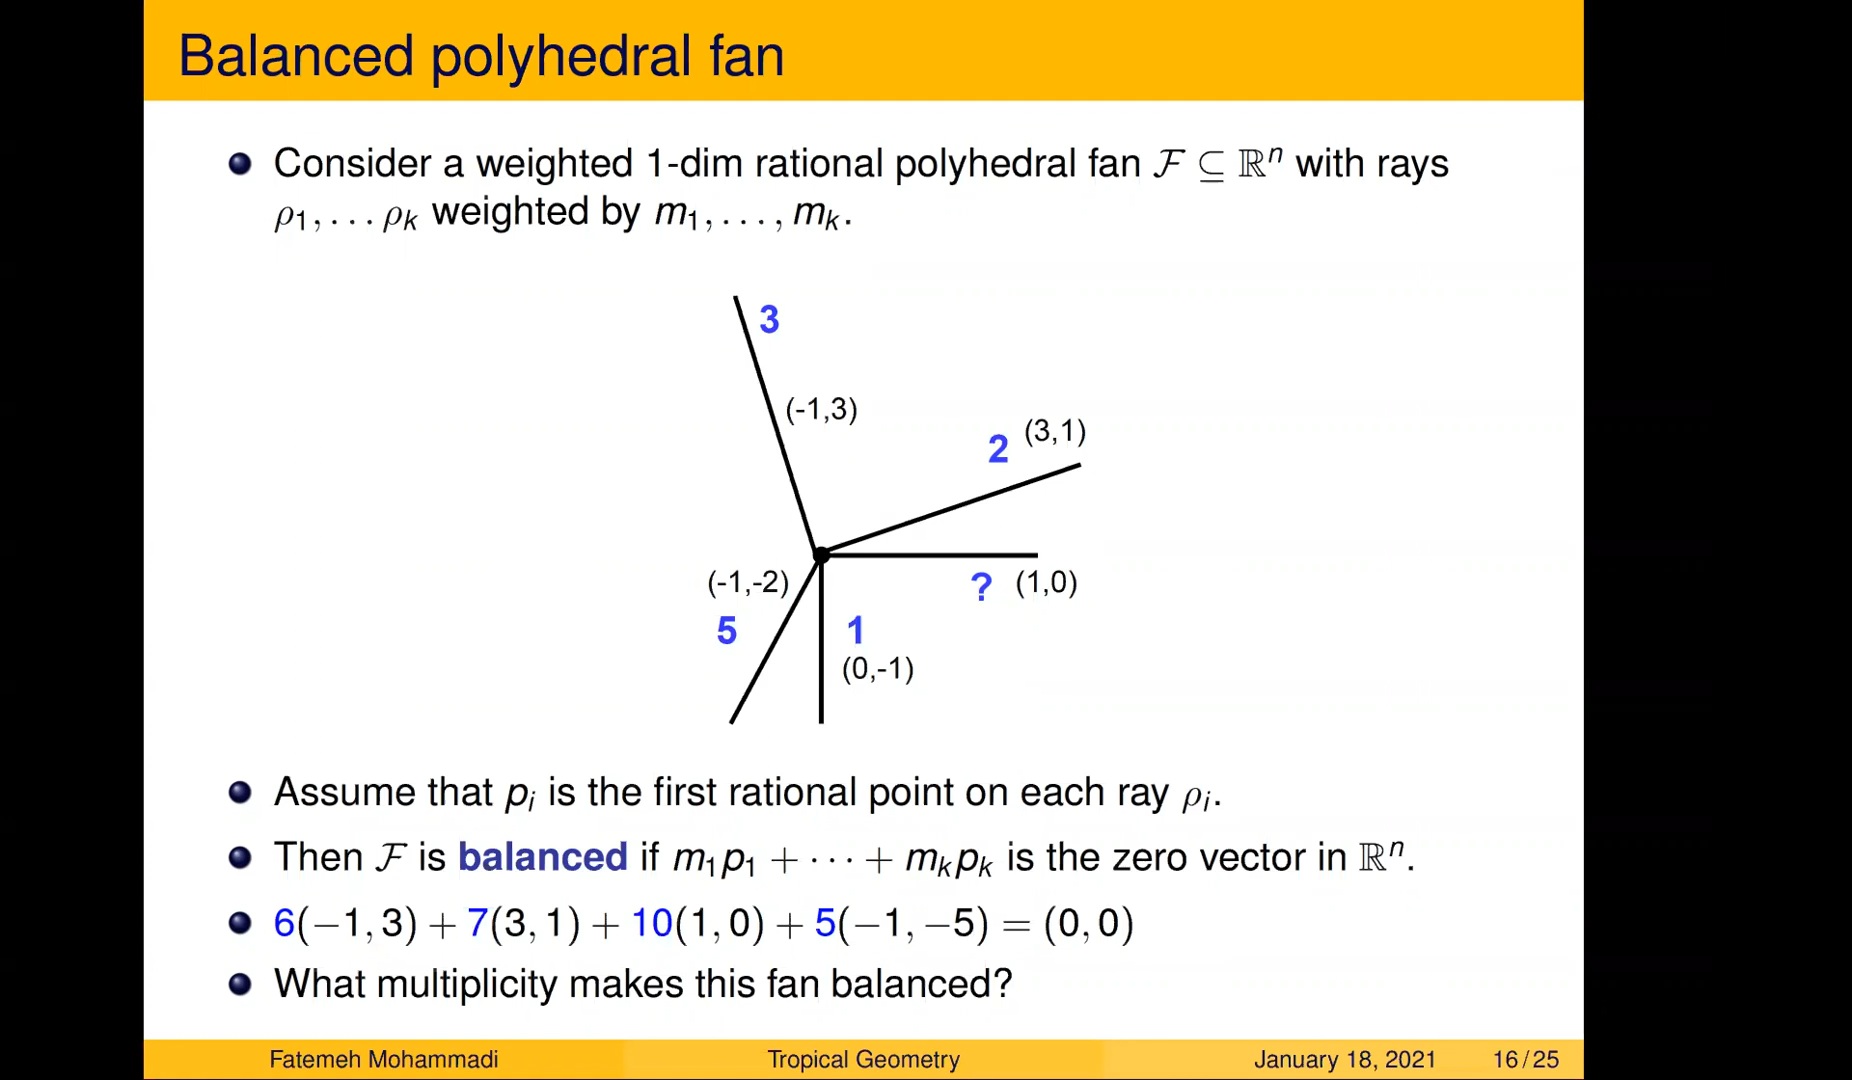 Balanced polyhedral fan
Consider a weighted 1-dim rational polyhedral fan ℱ ⊆ ℝⁿ with rays
ρ₁, … ρₖ weighted by m₁, …, mₖ.
3
(-1,3)
2 (3,1)
(-1,-2)
? (1,0)
5
1
(0,-1)
Assume that pᵢ is the first rational point on each ray ρᵢ.
Then ℱ is balanced if m₁p₁ + ⋯ + mₖpₖ is the zero vector in ℝⁿ.
6(−1, 3) + 7(3, 1) + 10(1, 0) + 5(−1, −5) = (0, 0)
What multiplicity makes this fan balanced?
Fatemeh Mohammadi Tropical Geometry January 18, 2021 16/25